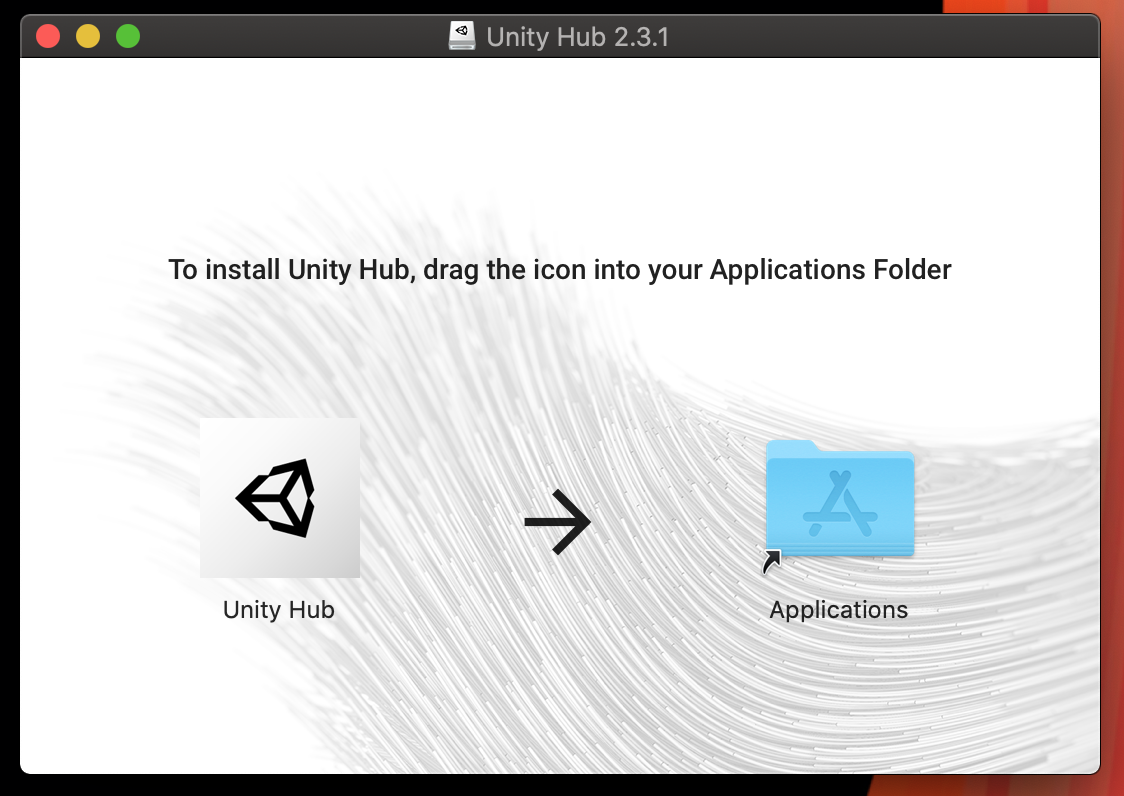 Unity Hub 2.3.1
To install Unity Hub, drag the icon into your Applications Folder
Unity Hub
Applications